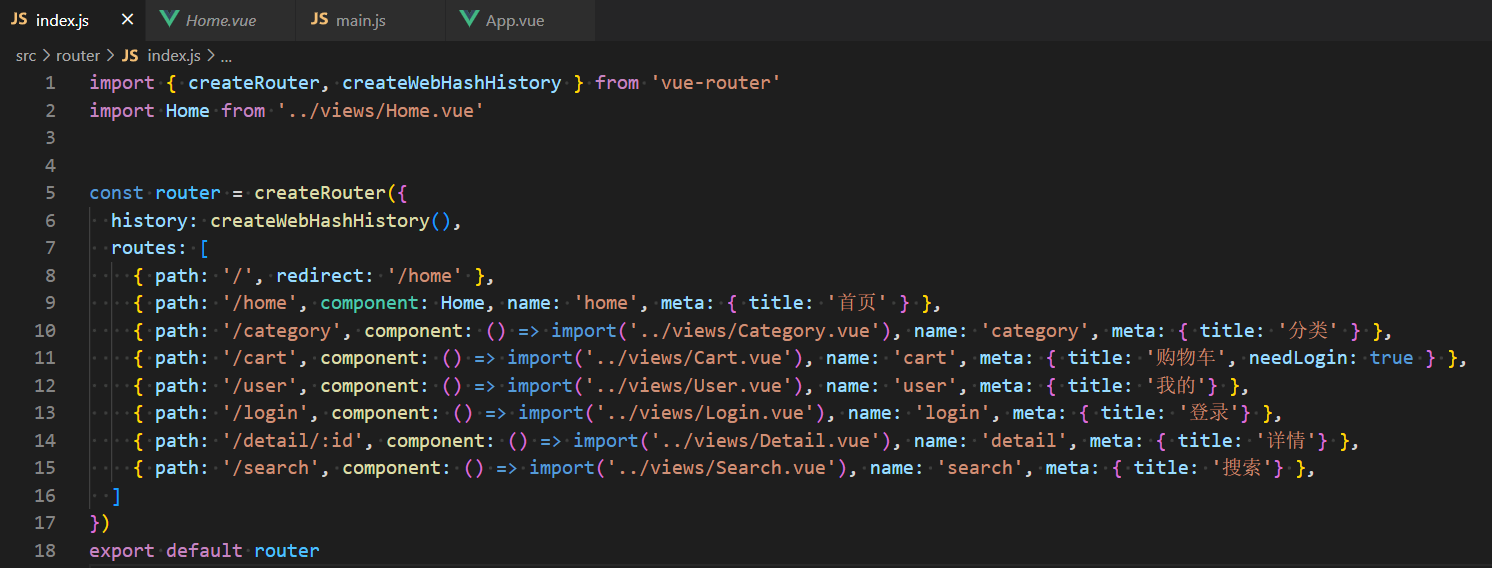 JS index.js × Home.vue JS main.js App.vue
src > router > JS index.js > ...
1 import { createRouter, createWebHashHistory } from 'vue-router'
2 import Home from '../views/Home.vue'
3
4
5 const router = createRouter({
6 history: createWebHashHistory(),
7 routes: [
8 { path: '/', redirect: '/home' },
9 { path: '/home', component: Home, name: 'home', meta: { title: '首页' } },
10 { path: '/category', component: () => import('../views/Category.vue'), name: 'category', meta: { title: '分类' } },
11 { path: '/cart', component: () => import('../views/Cart.vue'), name: 'cart', meta: { title: '购物车', needLogin: true } },
12 { path: '/user', component: () => import('../views/User.vue'), name: 'user', meta: { title: '我的'} },
13 { path: '/login', component: () => import('../views/Login.vue'), name: 'login', meta: { title: '登录'} },
14 { path: '/detail/:id', component: () => import('../views/Detail.vue'), name: 'detail', meta: { title: '详情'} },
15 { path: '/search', component: () => import('../views/Search.vue'), name: 'search', meta: { title: '搜索'} },
16 ]
17 })
18 export default router